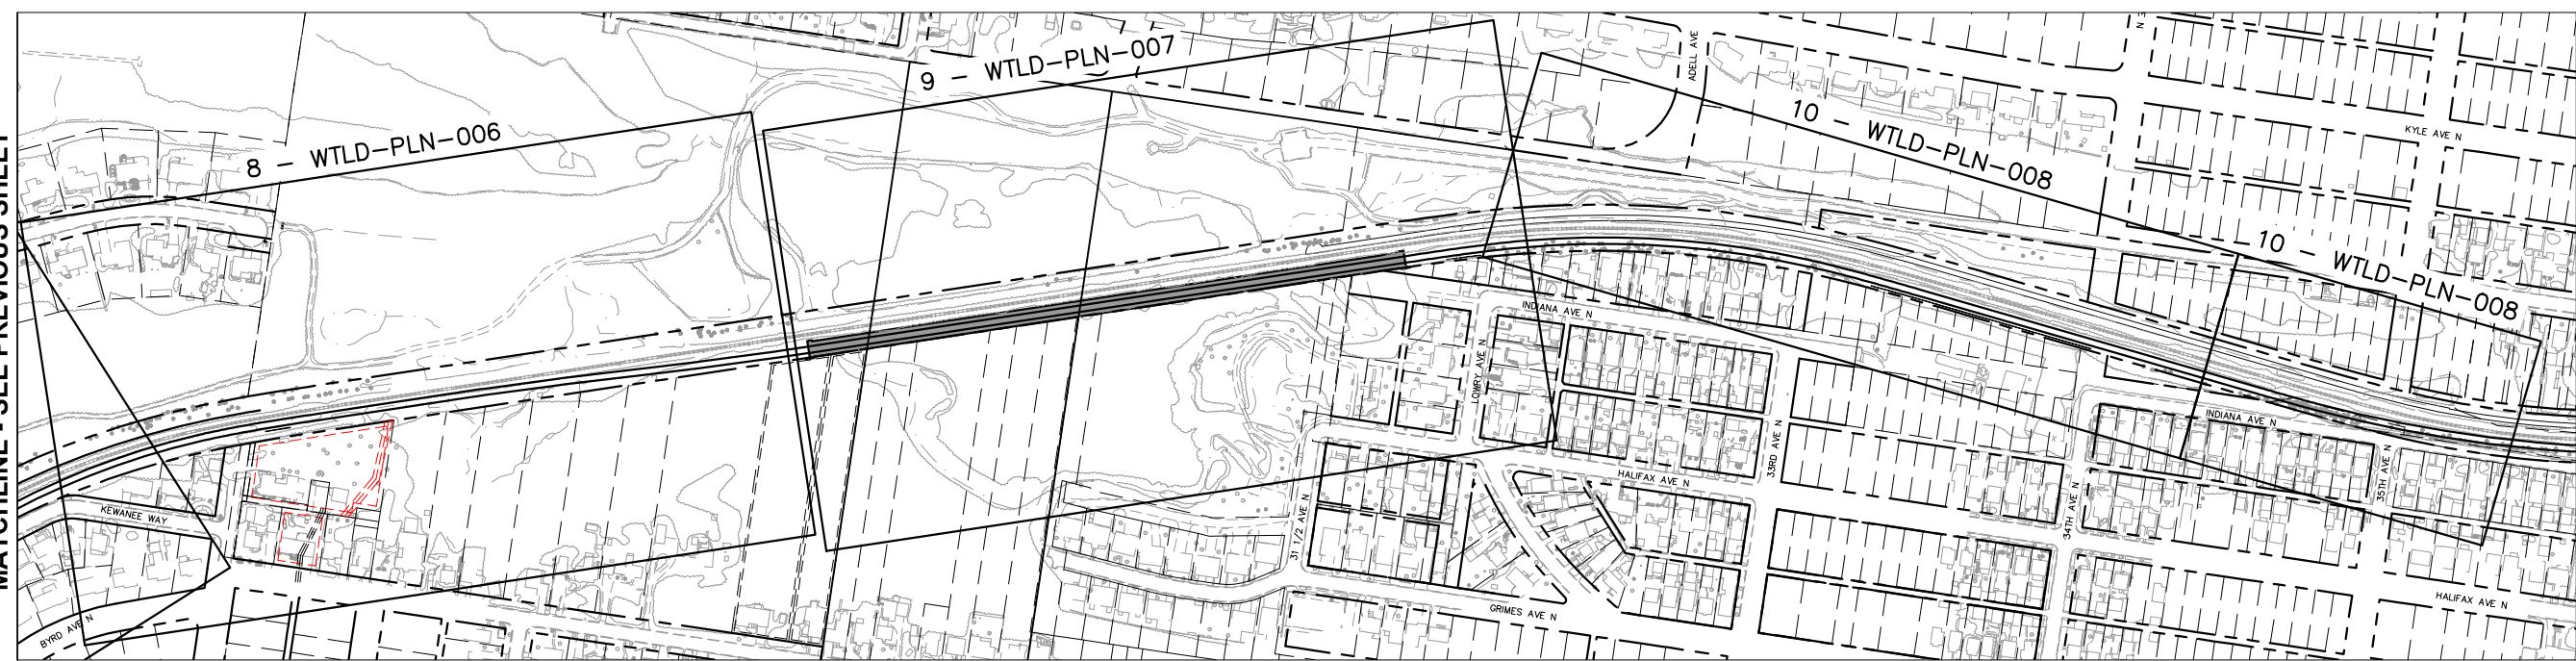 MATCHLINE - SEE PREVIOUS SHEET
8 - WTLD-PLN-006
9 - WTLD-PLN-007
10 - WTLD-PLN-008
10 - WTLD-PLN-008
ADELL AVE
KYLE AVE N
INDIANA AVE N
LOWRY AVE N
33RD AVE N
HALIFAX AVE N
31 1/2 AVE N
GRIMES AVE N
34TH AVE N
INDIANA AVE N
35TH AVE N
HALIFAX AVE N
KEWANEE WAY
BYRD AVE N